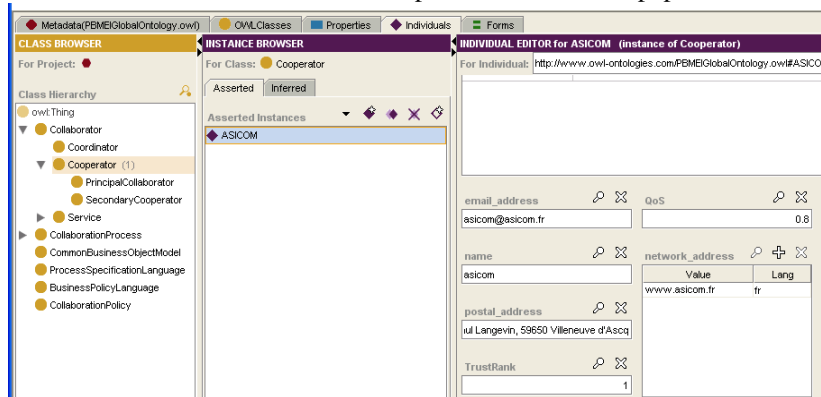 Metadata(PBMEIGlobalOntology.owl) OWLClasses Properties Individuals Forms
CLASS BROWSER
For Project:
Class Hierarchy
owl:Thing
Collaborator
Coordinator
Cooperator (1)
PrincipalCollaborator
SecondaryCooperator
Service
CollaborationProcess
CommonBusinessObjectModel
ProcessSpecificationLanguage
BusinessPolicyLanguage
CollaborationPolicy
INSTANCE BROWSER
For Class: Cooperator
Asserted Inferred
Asserted Instances
ASICOM
INDIVIDUAL EDITOR for ASICOM (instance of Cooperator)
For Individual: http://www.owl-ontologies.com/PBMEIGlobalOntology.owl#ASICO
email_address
asicom@asicom.fr
name
asicom
postal_address
ul Langevin, 59650 Villeneuve d'Ascq
TrustRank
1
QoS
0.8
network_address
Value Lang
www.asicom.fr fr